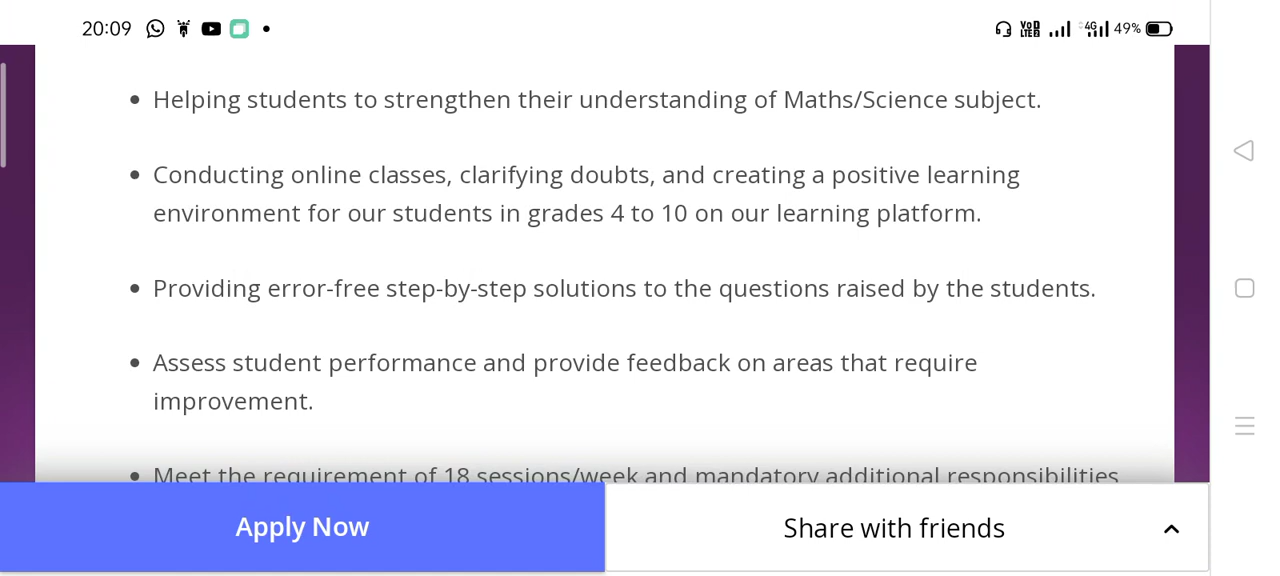 20:09 VoD LTE2 4G 49%
Helping students to strengthen their understanding of Maths/Science subject.
Conducting online classes, clarifying doubts, and creating a positive learning
environment for our students in grades 4 to 10 on our learning platform.
Providing error-free step-by-step solutions to the questions raised by the students.
Assess student performance and provide feedback on areas that require
improvement.
Meet the requirement of 18 sessions/week and mandatory additional responsibilities
Apply Now
Share with friends